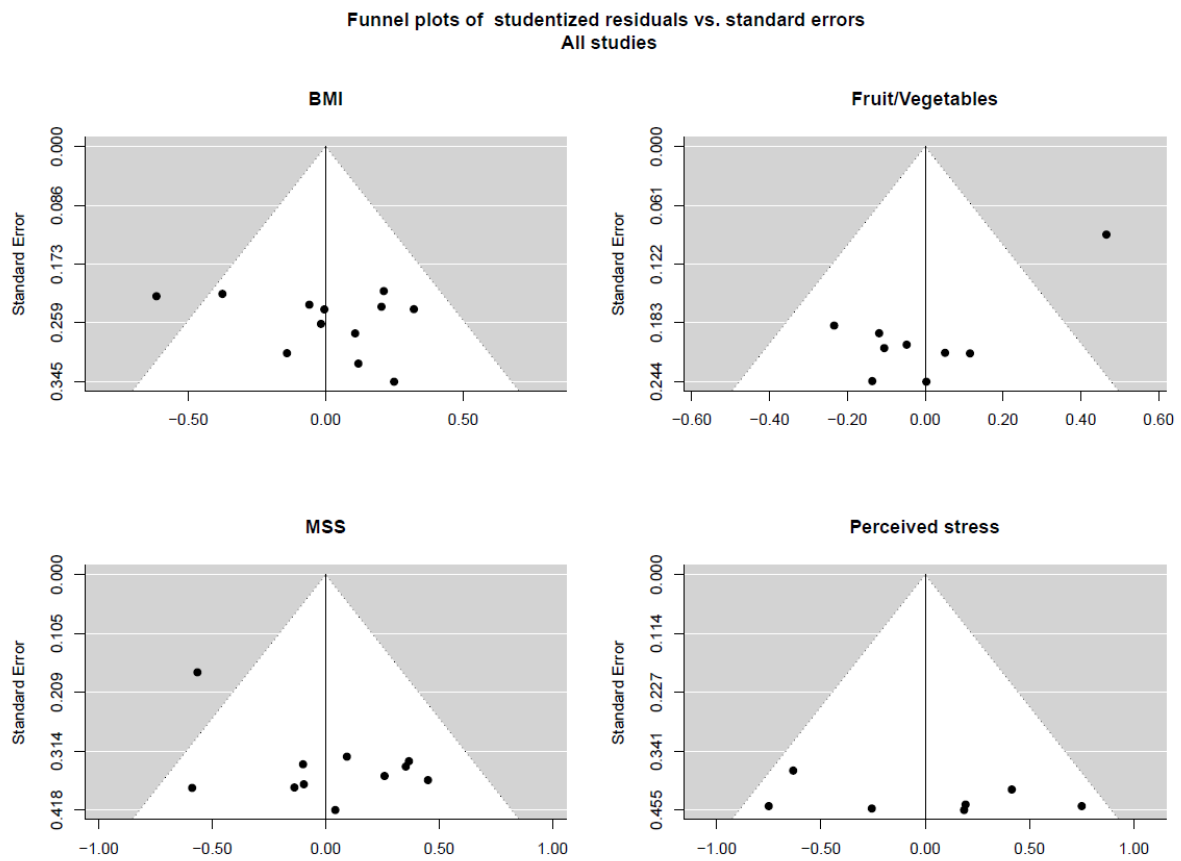 Funnel plots of  studentized residuals vs. standard errors
All studies
BMI
Standard Error
0.000
0.086
0.173
0.259
0.345
−0.50 0.00 0.50
Fruit/Vegetables
Standard Error
0.000
0.061
0.122
0.183
0.244
−0.60 −0.40 −0.20 0.00 0.20 0.40 0.60
MSS
Standard Error
0.000
0.105
0.209
0.314
0.418
−1.00 −0.50 0.00 0.50 1.00
Perceived stress
Standard Error
0.000
0.114
0.227
0.341
0.455
−1.00 −0.50 0.00 0.50 1.00